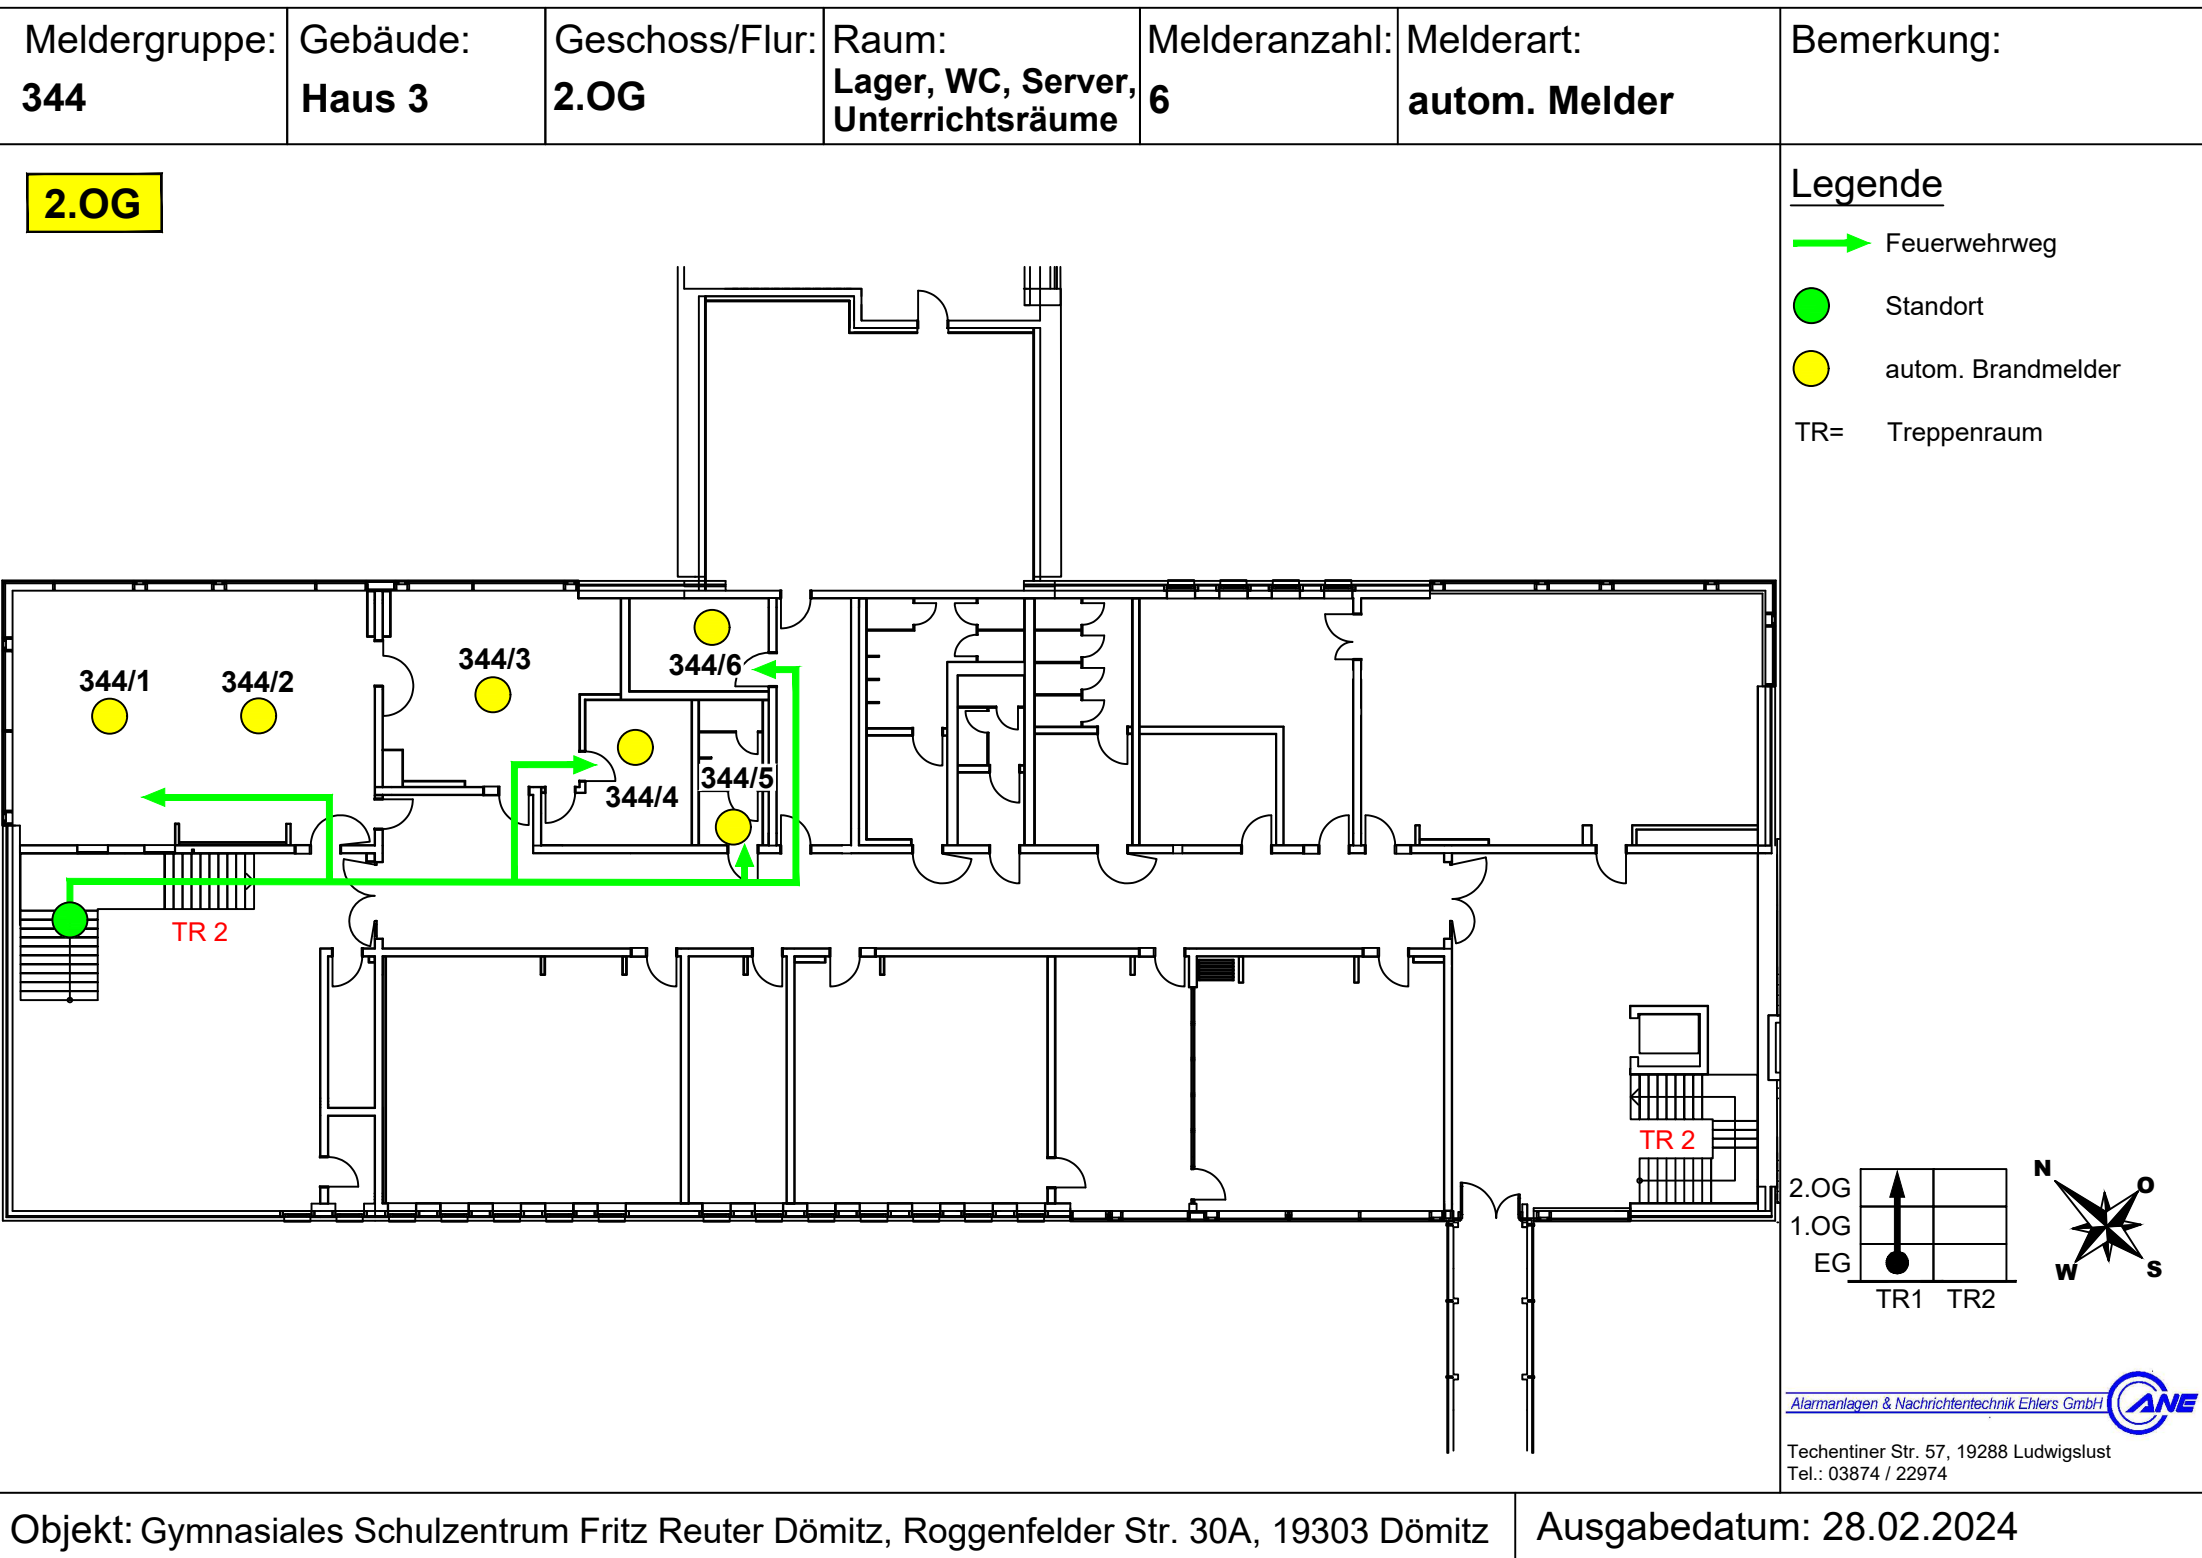 Meldergruppe:
344
Gebäude:
Haus 3
Geschoss/Flur:
2.OG
Raum:
Lager, WC, Server,
Unterrichtsräume
Melderanzahl:
6
Melderart:
autom. Melder
Bemerkung:
2.OG
Legende
Feuerwehrweg
Standort
autom. Brandmelder
TR= Treppenraum
344/1
344/2
344/3
344/6
344/4
344/5
TR 2
TR 2
2.OG
1.OG
EG
TR1 TR2
N
O
W
S
Alarmanlagen & Nachrichtentechnik Ehlers GmbH
ANE
Techentiner Str. 57, 19288 Ludwigslust
Tel.: 03874 / 22974
Objekt: Gymnasiales Schulzentrum Fritz Reuter Dömitz, Roggenfelder Str. 30A, 19303 Dömitz
Ausgabedatum: 28.02.2024